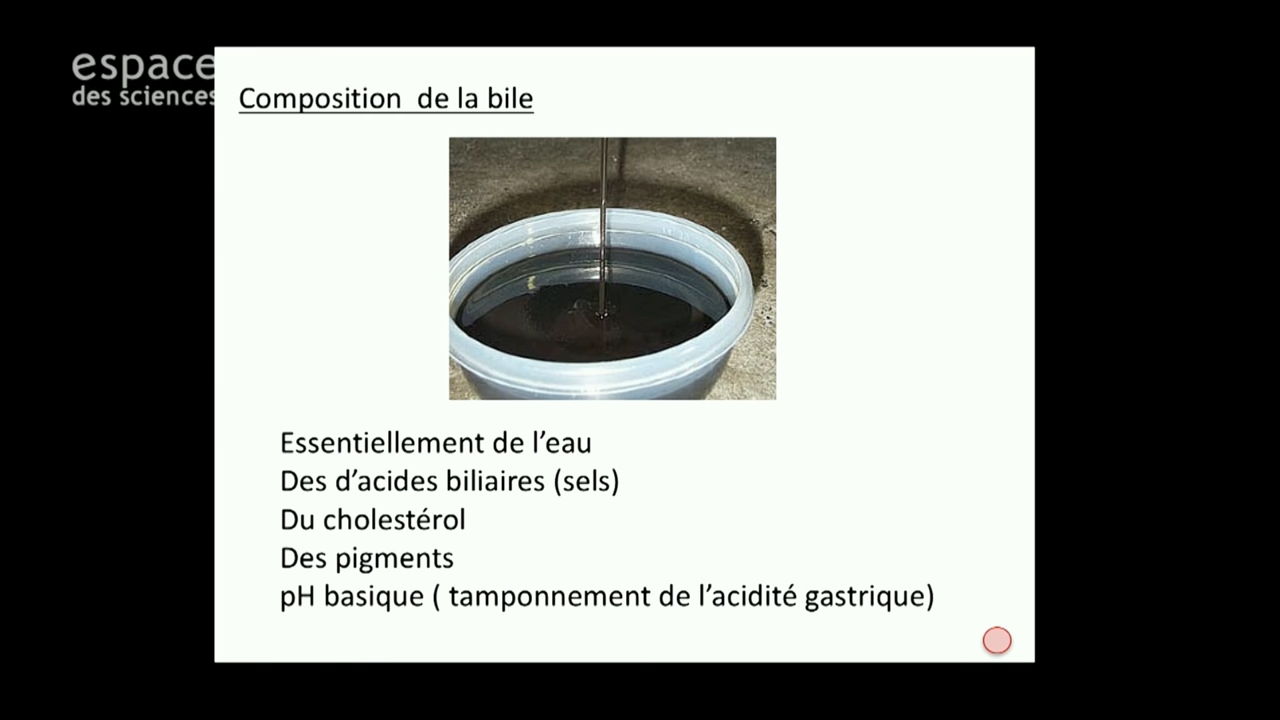 espace
des sciences
Composition de la bile
Essentiellement de l’eau
Des d’acides biliaires (sels)
Du cholestérol
Des pigments
pH basique ( tamponnement de l’acidité gastrique)